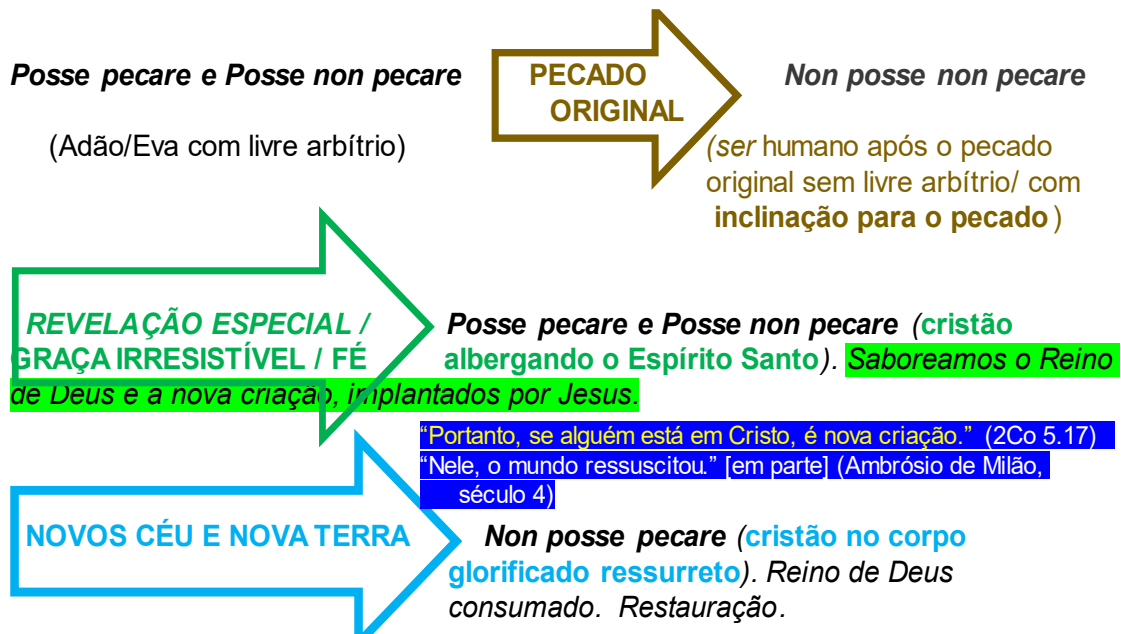 Posse pecare e Posse non pecare
PECADO
ORIGINAL
Non posse non pecare
(Adão/Eva com livre arbítrio)
(ser humano após o pecado
original sem livre arbítrio/ com
inclinação para o pecado )
REVELAÇÃO ESPECIAL /
GRAÇA IRRESISTÍVEL / FÉ
Posse pecare e Posse non pecare (cristão
albergando o Espírito Santo). Saboreamos o Reino
de Deus e a nova criação, implantados por Jesus.
“Portanto, se alguém está em Cristo, é nova criação.” (2Co 5.17)
“Nele, o mundo ressuscitou.” [em parte] (Ambrósio de Milão,
século 4)
NOVOS CÉU E NOVA TERRA
Non posse pecare (cristão no corpo
glorificado ressurreto). Reino de Deus
consumado. Restauração.